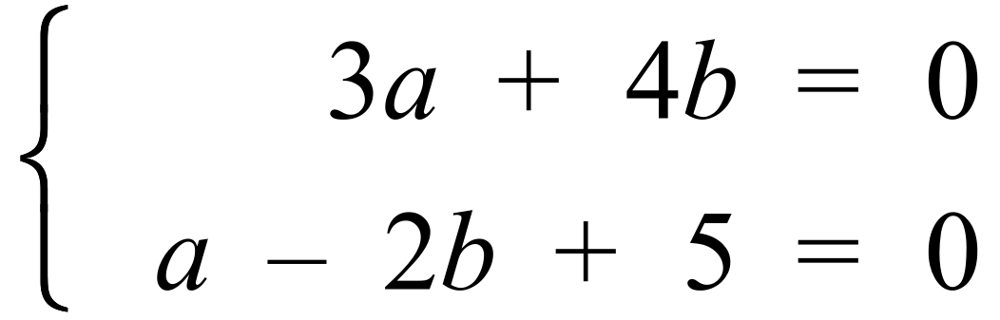 3a + 4b = 0
a − 2b + 5 = 0